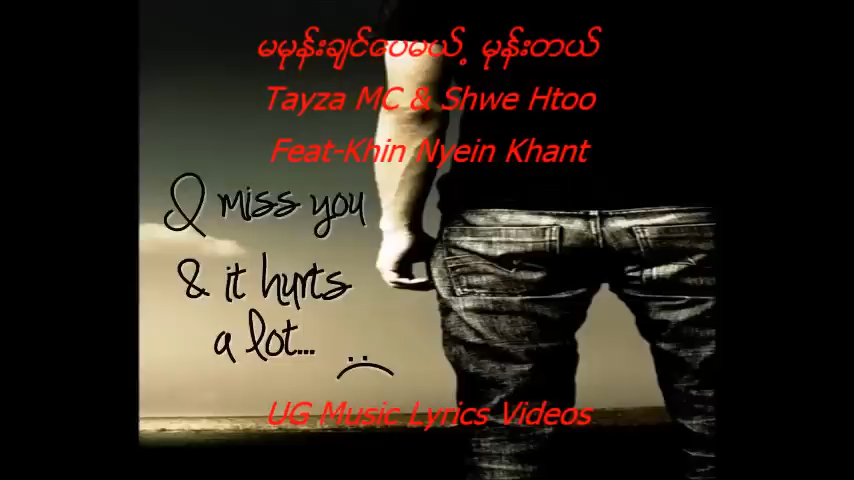 မမုန်းချင်ပေမယ့် မုန်းတယ်
Tayza MC & Shwe Htoo
Feat-Khin Nyein Khant
I miss you
& it hurts
a lot... :(
UG Music Lyrics Videos